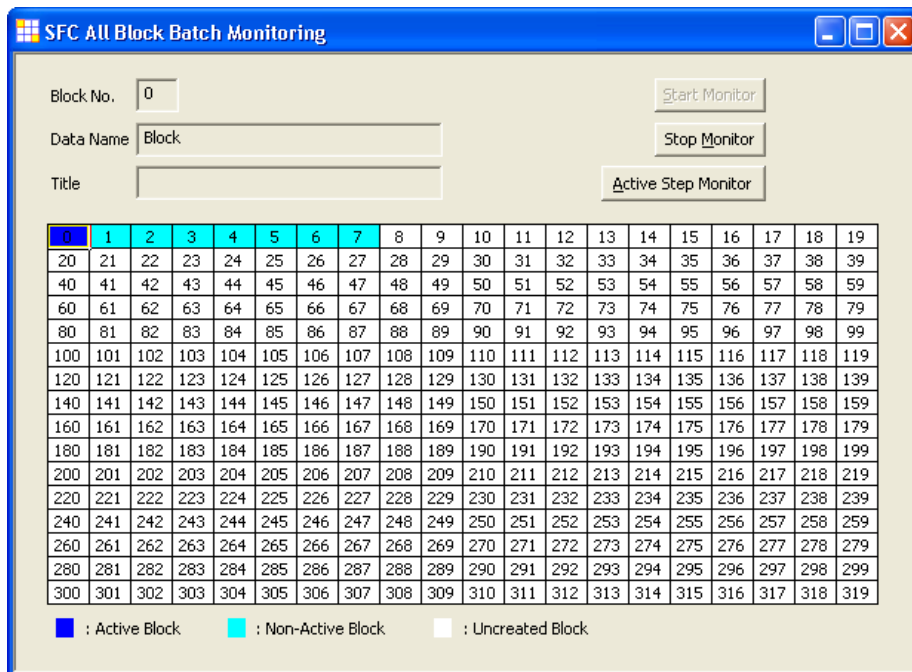 SFC All Block Batch Monitoring
Block No. 0 Start Monitor
Data Name Block Stop Monitor
Title Active Step Monitor
0 1 2 3 4 5 6 7 8 9 10 11 12 13 14 15 16 17 18 19
20 21 22 23 24 25 26 27 28 29 30 31 32 33 34 35 36 37 38 39
40 41 42 43 44 45 46 47 48 49 50 51 52 53 54 55 56 57 58 59
60 61 62 63 64 65 66 67 68 69 70 71 72 73 74 75 76 77 78 79
80 81 82 83 84 85 86 87 88 89 90 91 92 93 94 95 96 97 98 99
100 101 102 103 104 105 106 107 108 109 110 111 112 113 114 115 116 117 118 119
120 121 122 123 124 125 126 127 128 129 130 131 132 133 134 135 136 137 138 139
140 141 142 143 144 145 146 147 148 149 150 151 152 153 154 155 156 157 158 159
160 161 162 163 164 165 166 167 168 169 170 171 172 173 174 175 176 177 178 179
180 181 182 183 184 185 186 187 188 189 190 191 192 193 194 195 196 197 198 199
200 201 202 203 204 205 206 207 208 209 210 211 212 213 214 215 216 217 218 219
220 221 222 223 224 225 226 227 228 229 230 231 232 233 234 235 236 237 238 239
240 241 242 243 244 245 246 247 248 249 250 251 252 253 254 255 256 257 258 259
260 261 262 263 264 265 266 267 268 269 270 271 272 273 274 275 276 277 278 279
280 281 282 283 284 285 286 287 288 289 290 291 292 293 294 295 296 297 298 299
300 301 302 303 304 305 306 307 308 309 310 311 312 313 314 315 316 317 318 319
: Active Block : Non-Active Block : Uncreated Block